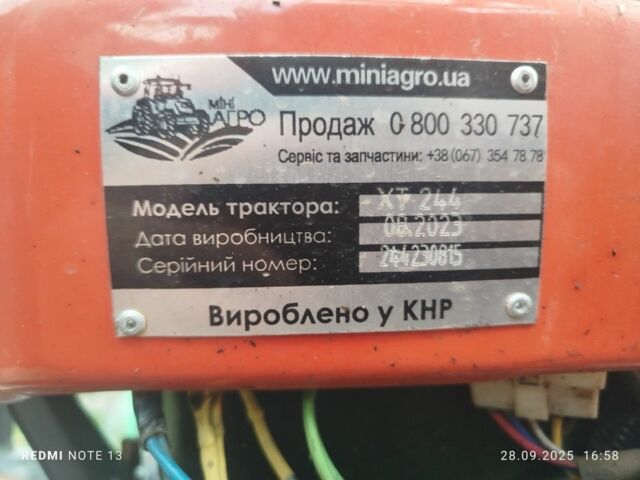 www.miniagro.ua
МІНІ
АГРО
Продаж 0 800 330 737
Сервіс та запчастини: +38 (067) 354 78 78
Модель трактора: XT 244
Дата виробництва: 08.2023
Серійний номер: 244230815
Вироблено у КНР
REDMI NOTE 13
28.09.2025 16:58